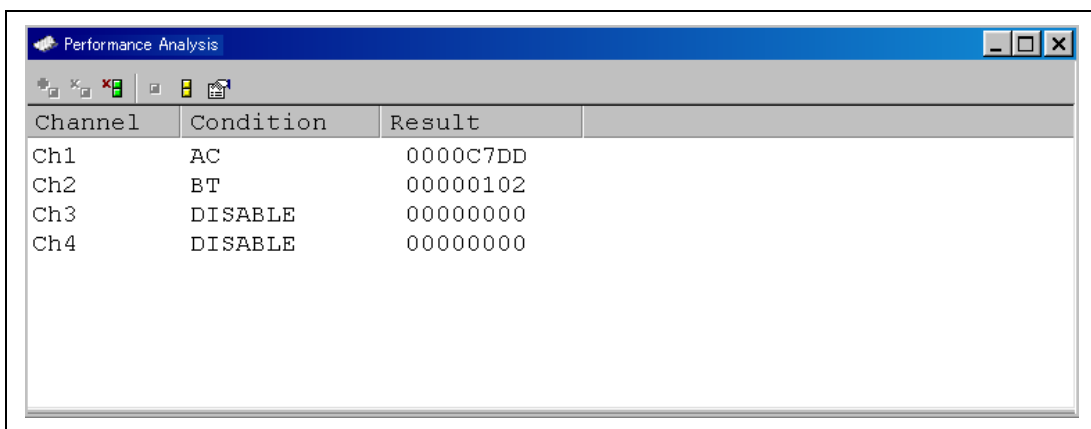 Performance Analysis
Channel Condition Result
Ch1 AC 0000C7DD
Ch2 BT 00000102
Ch3 DISABLE 00000000
Ch4 DISABLE 00000000